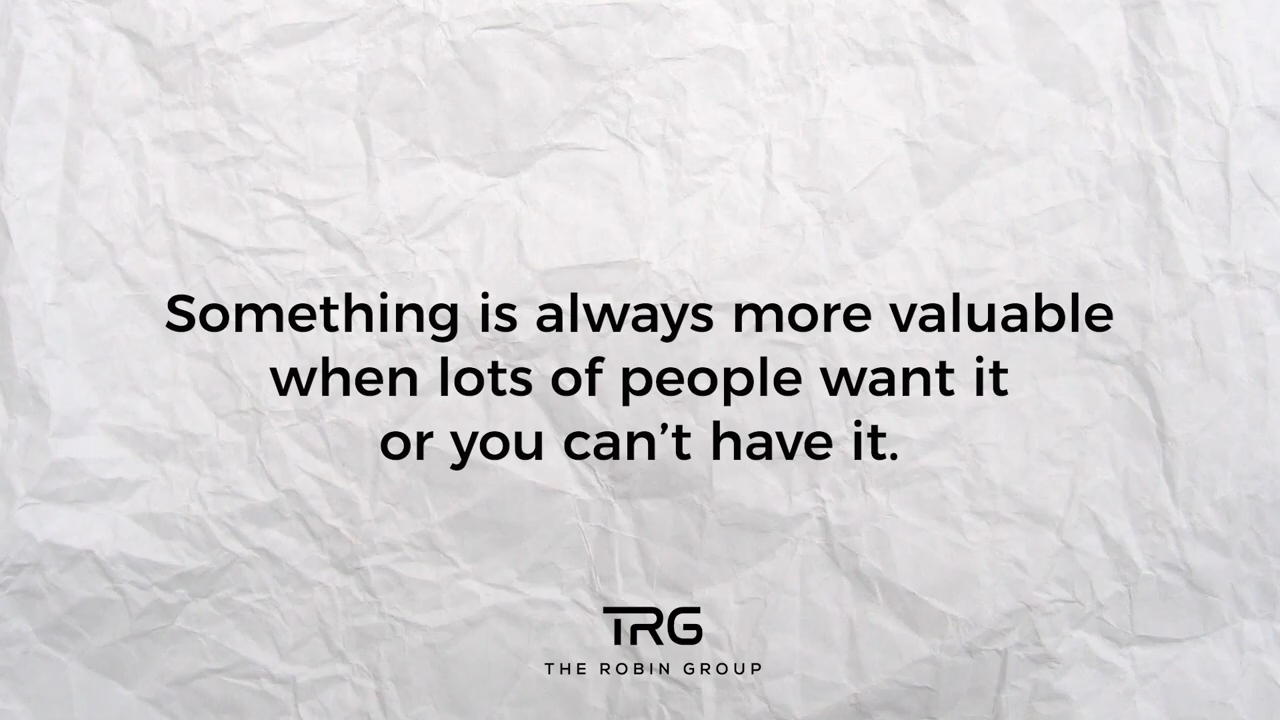 Something is always more valuable
when lots of people want it
or you can’t have it.
TRG
THE ROBIN GROUP